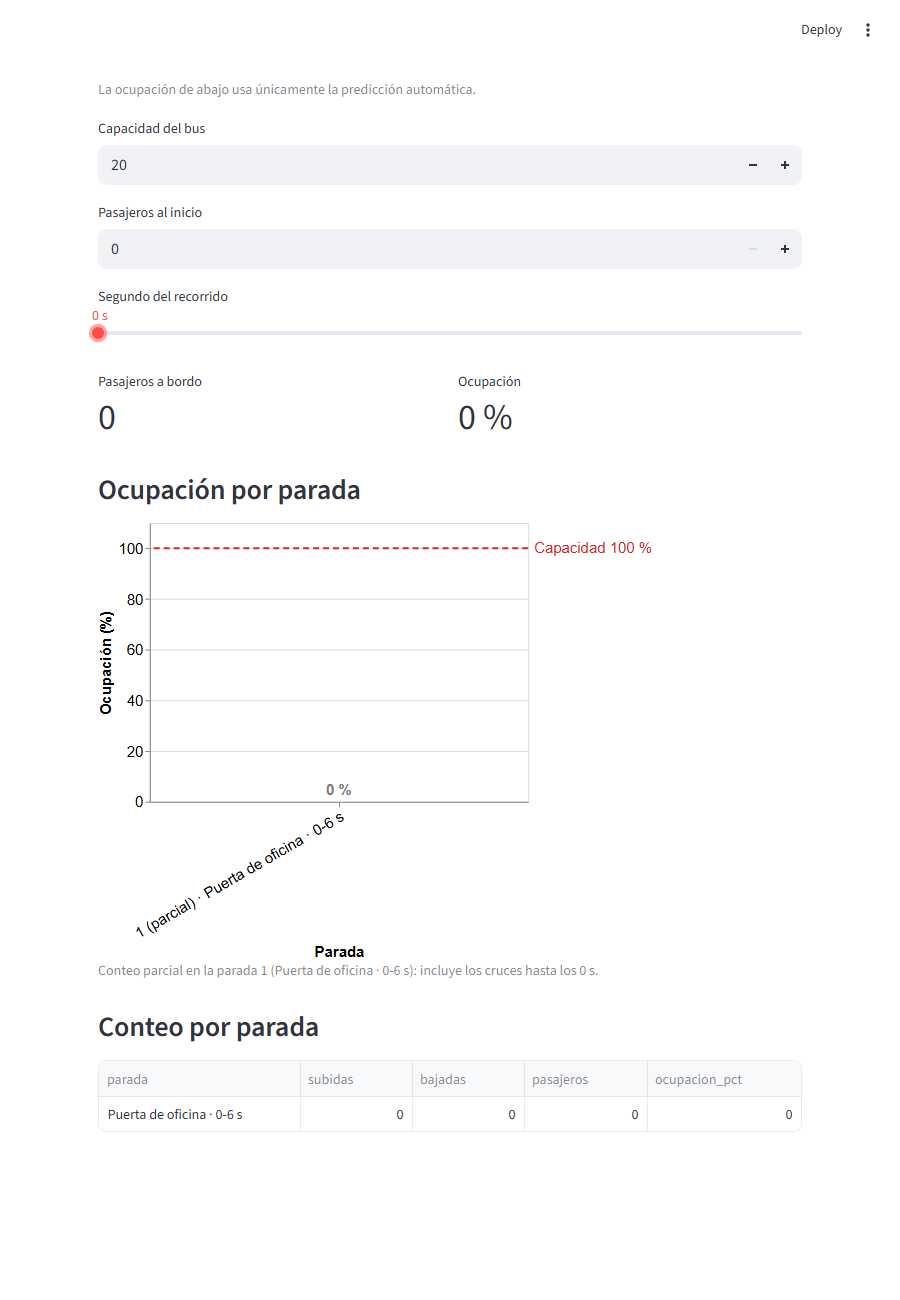 Deploy
La ocupación de abajo usa únicamente la predicción automática.
Capacidad del bus
20
Pasajeros al inicio
0
Segundo del recorrido
0 s
Pasajeros a bordo
Ocupación
0
0 %
Ocupación por parada
100
Capacidad 100 %
80
60
40
20
0
Ocupación (%)
0 %
1 (parcial) · Puerta de oficina · 0-6 s
Parada
Conteo parcial en la parada 1 (Puerta de oficina · 0-6 s): incluye los cruces hasta los 0 s.
Conteo por parada
parada subidas bajadas pasajeros ocupacion_pct
Puerta de oficina · 0-6 s 0 0 0 0